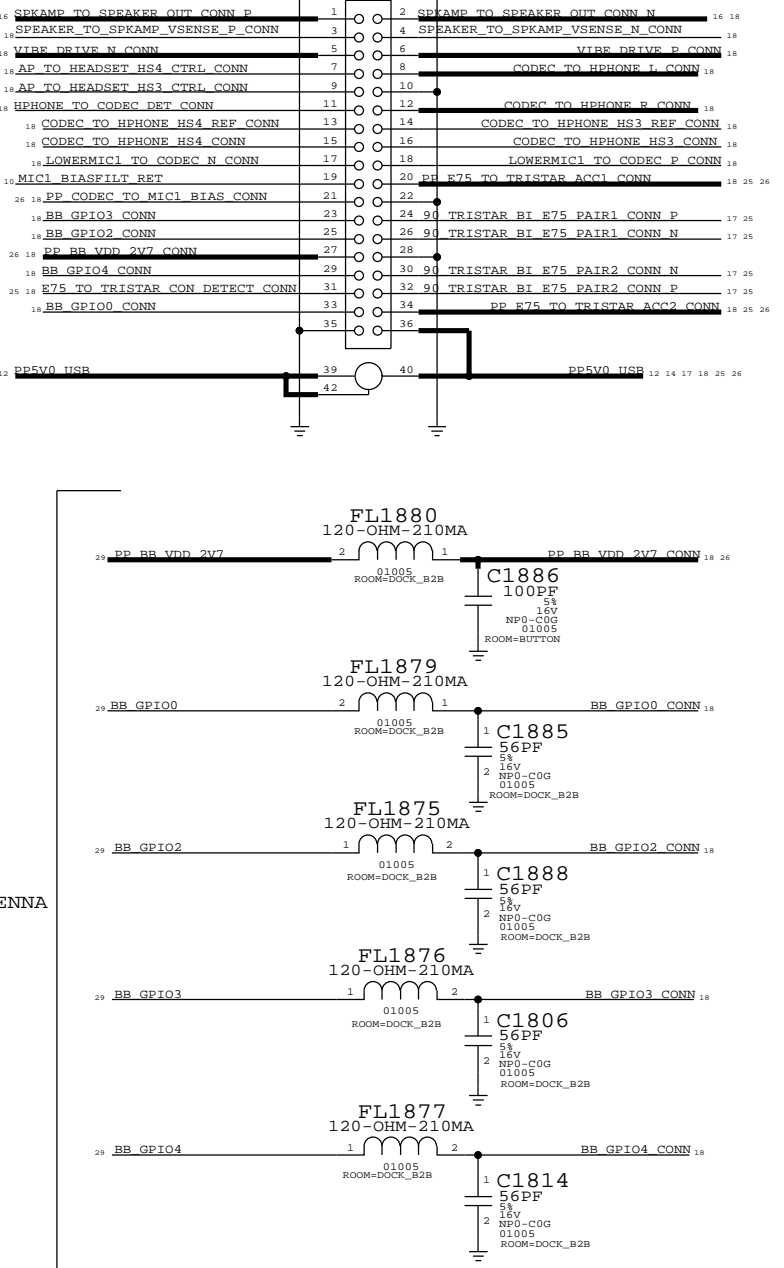 16 SPKAMP_TO_SPEAKER_OUT_CONN_P 1 2 SPKAMP_TO_SPEAKER_OUT_CONN_N 16 18
18 SPEAKER_TO_SPKAMP_VSENSE_P_CONN 3 4 SPEAKER_TO_SPKAMP_VSENSE_N_CONN 18
18 VIBE_DRIVE_N_CONN 5 6 VIBE_DRIVE_P_CONN 18
18 AP_TO_HEADSET_HS4_CTRL_CONN 7 8 CODEC_TO_HPHONE_L_CONN 18
18 AP_TO_HEADSET_HS3_CTRL_CONN 9 10
18 HPHONE_TO_CODEC_DET_CONN 11 12 CODEC_TO_HPHONE_R_CONN 18
18 CODEC_TO_HPHONE_HS4_REF_CONN 13 14 CODEC_TO_HPHONE_HS3_REF_CONN 18
18 CODEC_TO_HPHONE_HS4_CONN 15 16 CODEC_TO_HPHONE_HS3_CONN 18
18 LOWERMIC1_TO_CODEC_N_CONN 17 18 LOWERMIC1_TO_CODEC_P_CONN 18
10 MIC1_BIASFILT_RET 19 20 PP_E75_TO_TRISTAR_ACC1_CONN 18 25 26
26 18 PP_CODEC_TO_MIC1_BIAS_CONN 21 22
18 BB_GPIO3_CONN 23 24 90_TRISTAR_BI_E75_PAIR1_CONN_P 17 25
18 BB_GPIO2_CONN 25 26 90_TRISTAR_BI_E75_PAIR1_CONN_N 17 25
26 18 PP_BB_VDD_2V7_CONN 27 28
18 BB_GPIO4_CONN 29 30 90_TRISTAR_BI_E75_PAIR2_CONN_N 17 25
25 18 E75_TO_TRISTAR_CON_DETECT_CONN 31 32 90_TRISTAR_BI_E75_PAIR2_CONN_P 17 25
18 BB_GPIO0_CONN 33 34 PP_E75_TO_TRISTAR_ACC2_CONN 18 25 26
35 36
12 PP5V0_USB 39 40 PP5V0_USB 12 14 17 18 25 26
42
FL1880
120-OHM-210MA
29 PP_BB_VDD_2V7 2 1 PP_BB_VDD_2V7_CONN 18 26
01005
ROOM=DOCK_B2B
C1886
100PF
5%
16V
NP0-C0G
01005
ROOM=BUTTON
FL1879
120-OHM-210MA
29 BB_GPIO0 2 1 BB_GPIO0_CONN 18
01005
ROOM=DOCK_B2B
1 C1885
56PF
5%
16V
2 NP0-C0G
01005
ROOM=DOCK_B2B
FL1875
120-OHM-210MA
29 BB_GPIO2 1 2 BB_GPIO2_CONN 18
01005
ROOM=DOCK_B2B
1 C1888
56PF
5%
16V
2 NP0-C0G
01005
ROOM=DOCK_B2B
ENNA
FL1876
120-OHM-210MA
29 BB_GPIO3 1 2 BB_GPIO3_CONN 18
01005
ROOM=DOCK_B2B
1 C1806
56PF
5%
16V
2 NP0-C0G
01005
ROOM=DOCK_B2B
FL1877
120-OHM-210MA
29 BB_GPIO4 1 2 BB_GPIO4_CONN 18
01005
ROOM=DOCK_B2B
1 C1814
56PF
5%
16V
2 NP0-C0G
01005
ROOM=DOCK_B2B